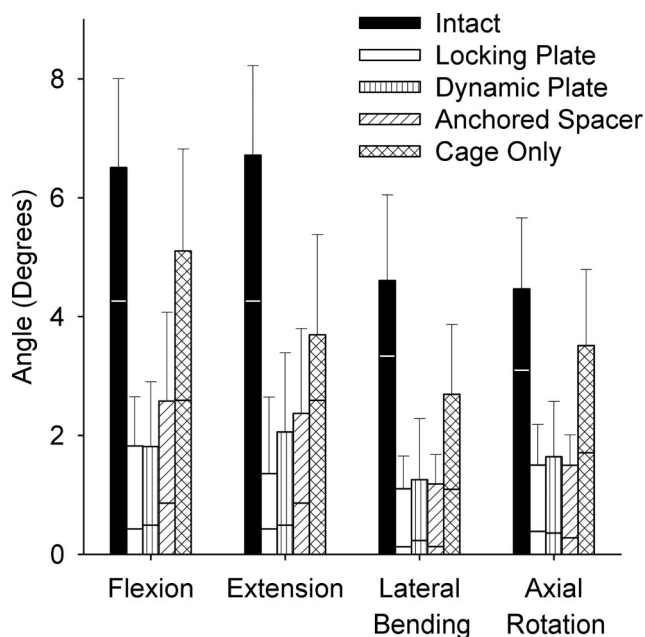 Intact
Locking Plate
Dynamic Plate
Anchored Spacer
Cage Only
Angle (Degrees)
8
6
4
2
0
Flexion
Extension
Lateral
Bending
Axial
Rotation